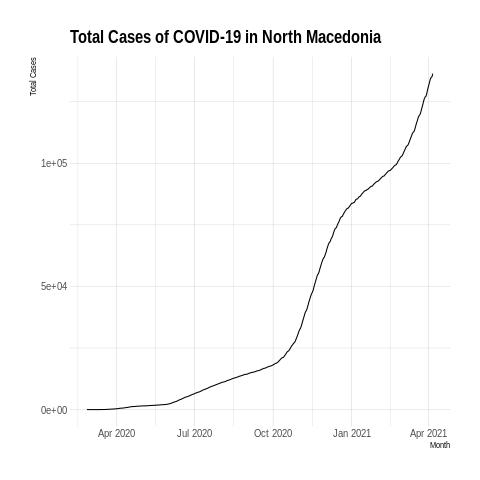 Total Cases of COVID-19 in North Macedonia
Total Cases
1e+05
5e+04
0e+00
Apr 2020 Jul 2020 Oct 2020 Jan 2021 Apr 2021
Month